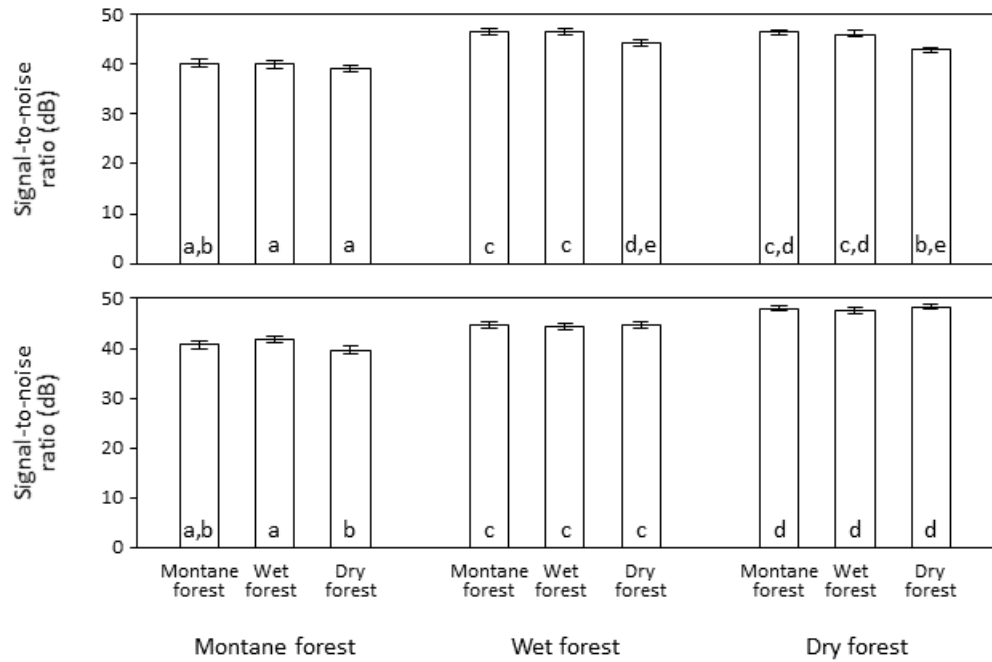 Signal-to-noise
ratio (dB)
50
40
30
20
10
0
a,b a a c c d,e c,d c,d b,e
Signal-to-noise
ratio (dB)
50
40
30
20
10
0
a,b a b c c c d d d
Montane Wet Dry Montane Wet Dry Montane Wet Dry
forest forest forest forest forest forest forest forest forest
Montane forest Wet forest Dry forest